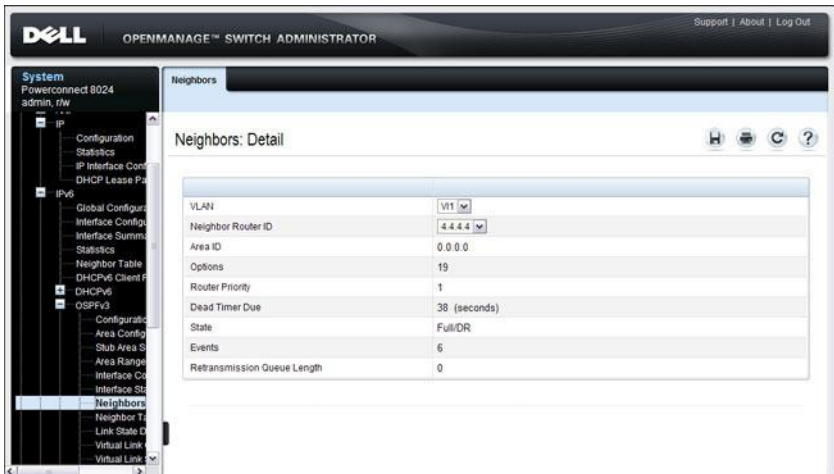 Support | About | Log Out
DELL
OPENMANAGE™ SWITCH ADMINISTRATOR
System
Powerconnect 8024
admin, r/w
IP
Configuration
Statistics
IP Interface Conf
DHCP Lease Pa
IPv6
Global Configura
Interface Configu
Interface Summa
Statistics
Neighbor Table
DHCPv6 Client P
DHCPv6
OSPFv3
Configuratio
Area Config
Stub Area S
Area Range
Interface Co
Interface Sta
Neighbors
Neighbor Ta
Link State D
Virtual Link
Virtual Link
Neighbors
Neighbors: Detail
?
VLAN Vl1
Neighbor Router ID 4.4.4.4
Area ID 0.0.0.0
Options 19
Router Priority 1
Dead Timer Due 38 (seconds)
State Full/DR
Events 6
Retransmission Queue Length 0